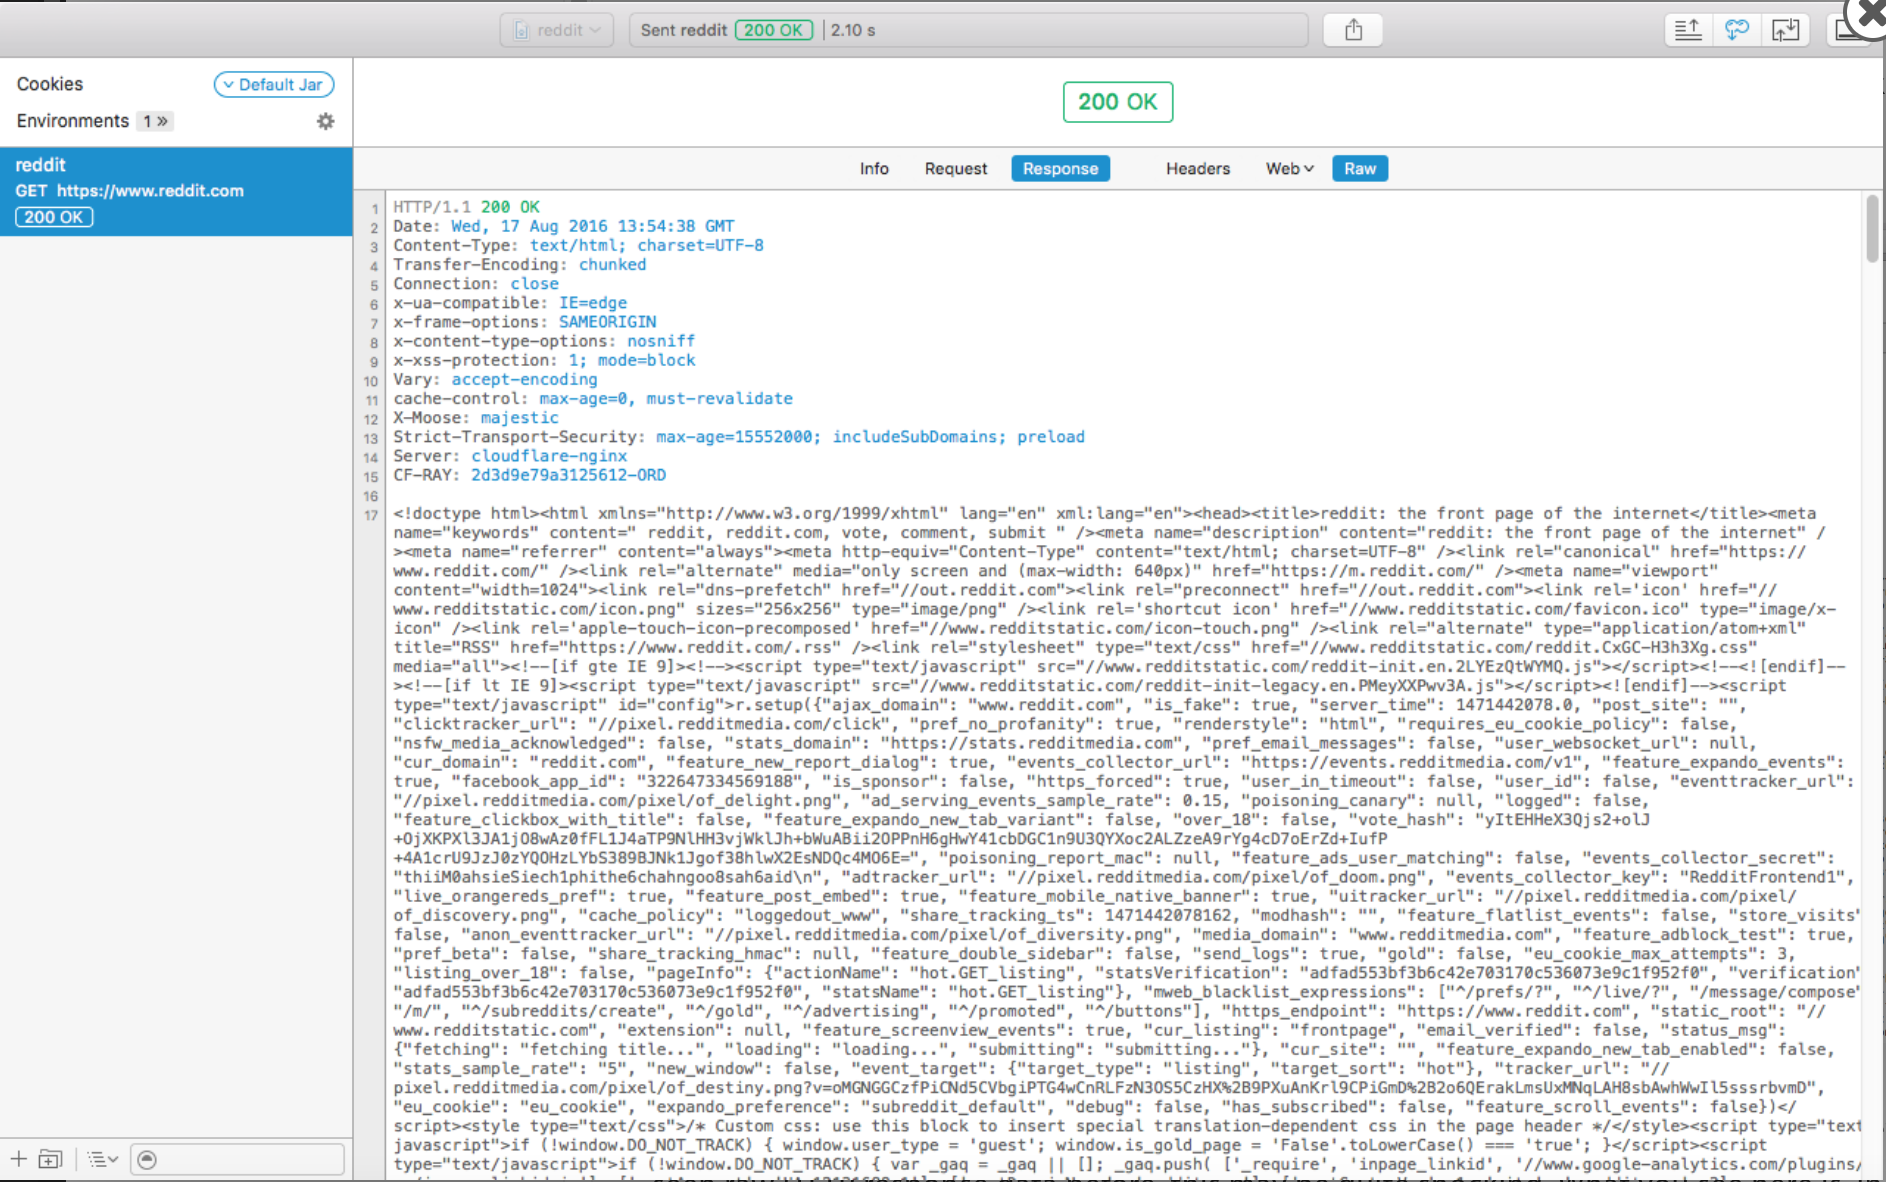 reddit
Sent reddit 200 OK | 2.10 s
Cookies
Default Jar
Environments 1 »
200 OK
reddit
GET https://www.reddit.com
200 OK
Info Request Response Headers Web Raw
1 HTTP/1.1 200 OK
2 Date: Wed, 17 Aug 2016 13:54:38 GMT
3 Content-Type: text/html; charset=UTF-8
4 Transfer-Encoding: chunked
5 Connection: close
6 x-ua-compatible: IE=edge
7 x-frame-options: SAMEORIGIN
8 x-content-type-options: nosniff
9 x-xss-protection: 1; mode=block
10 Vary: accept-encoding
11 cache-control: max-age=0, must-revalidate
12 X-Moose: majestic
13 Strict-Transport-Security: max-age=15552000; includeSubDomains; preload
14 Server: cloudflare-nginx
15 CF-RAY: 2d3d9e79a3125612-ORD
16
17 <!doctype html><html xmlns="http://www.w3.org/1999/xhtml" lang="en" xml:lang="en"><head><title>reddit: the front page of the internet</title><meta
name="keywords" content=" reddit, reddit.com, vote, comment, submit " /><meta name="description" content="reddit: the front page of the internet" /
><meta name="referrer" content="always"><meta http-equiv="Content-Type" content="text/html; charset=UTF-8" /><link rel="canonical" href="https://
www.reddit.com/" /><link rel="alternate" media="only screen and (max-width: 640px)" href="https://m.reddit.com/" /><meta name="viewport"
content="width=1024"><link rel="dns-prefetch" href="//out.reddit.com"><link rel="preconnect" href="//out.reddit.com"><link rel='icon' href="//
www.redditstatic.com/icon.png" sizes="256x256" type="image/png" /><link rel='shortcut icon' href="//www.redditstatic.com/favicon.ico" type="image/x-
icon" /><link rel='apple-touch-icon-precomposed' href="//www.redditstatic.com/icon-touch.png" /><link rel="alternate" type="application/atom+xml"
title="RSS" href="https://www.reddit.com/.rss" /><link rel="stylesheet" type="text/css" href="//www.redditstatic.com/reddit.CxGC-H3h3Xg.css"
media="all"><!--[if gte IE 9]><!--><script type="text/javascript" src="//www.redditstatic.com/reddit-init.en.2LYEzQtWYMQ.js"></script><!--<![endif]--
><!--[if lt IE 9]><script type="text/javascript" src="//www.redditstatic.com/reddit-init-legacy.en.PMeyXXPwv3A.js"></script><![endif]--><script
type="text/javascript" id="config">r.setup({"ajax_domain": "www.reddit.com", "is_fake": true, "server_time": 1471442078.0, "post_site": "",
"clicktracker_url": "//pixel.redditmedia.com/click", "pref_no_profanity": true, "renderstyle": "html", "requires_eu_cookie_policy": false,
"nsfw_media_acknowledged": false, "stats_domain": "https://stats.redditmedia.com", "pref_email_messages": false, "user_websocket_url": null,
"cur_domain": "reddit.com", "feature_new_report_dialog": true, "events_collector_url": "https://events.redditmedia.com/v1", "feature_expando_events":
true, "facebook_app_id": "322647334569188", "is_sponsor": false, "https_forced": true, "user_in_timeout": false, "user_id": false, "eventtracker_url":
"//pixel.redditmedia.com/pixel/of_delight.png", "ad_serving_events_sample_rate": 0.15, "poisoning_canary": null, "logged": false,
"feature_clickbox_with_title": false, "feature_expando_new_tab_variant": false, "over_18": false, "vote_hash": "yItEHHeX3Qjs2+olJ
+OjXKPXl3JA1jO8wAz0fFL1J4aTP9NlHH3vjWklJh+bWuABii2OPPnH6gHwY41cbDGC1n9U3QYXoc2ALZzeA9rYg4cD7oErZd+IufP
+4A1crU9JzJ0zYQOHzLYbS389BJNk1Jgof38hlwX2EsNDQc4MO6E=", "poisoning_report_mac": null, "feature_ads_user_matching": false, "events_collector_secret":
"thiiM0ahsieSiech1phithe6chahngoo8sah6aid\n", "adtracker_url": "//pixel.redditmedia.com/pixel/of_doom.png", "events_collector_key": "RedditFrontend1",
"live_orangereds_pref": true, "feature_post_embed": true, "feature_mobile_native_banner": true, "uitracker_url": "//pixel.redditmedia.com/pixel/
of_discovery.png", "cache_policy": "loggedout_www", "share_tracking_ts": 1471442078162, "modhash": "", "feature_flatlist_events": false, "store_visits"
false, "anon_eventtracker_url": "//pixel.redditmedia.com/pixel/of_diversity.png", "media_domain": "www.redditmedia.com", "feature_adblock_test": true,
"pref_beta": false, "share_tracking_hmac": null, "feature_double_sidebar": false, "send_logs": true, "gold": false, "eu_cookie_max_attempts": 3,
"listing_over_18": false, "pageInfo": {"actionName": "hot.GET_listing", "statsVerification": "adfad553bf3b6c42e703170c536073e9c1f952f0", "verification"
"adfad553bf3b6c42e703170c536073e9c1f952f0", "statsName": "hot.GET_listing"}, "mweb_blacklist_expressions": ["^/prefs/?", "^/live/?", "/message/compose"
"/m/", "^/subreddits/create", "^/gold", "^/advertising", "^/promoted", "^/buttons"], "https_endpoint": "https://www.reddit.com", "static_root": "//
www.redditstatic.com", "extension": null, "feature_screenview_events": true, "cur_listing": "frontpage", "email_verified": false, "status_msg":
{"fetching": "fetching title...", "loading": "loading...", "submitting": "submitting..."}, "cur_site": "", "feature_expando_new_tab_enabled": false,
"stats_sample_rate": "5", "new_window": false, "event_target": {"target_type": "listing", "target_sort": "hot"}, "tracker_url": "//
pixel.redditmedia.com/pixel/of_destiny.png?v=oMGNGGCzfPiCNd5CVbgiPTG4wCnRLFzN3OS5CzHX%2B9PXuAnKrl9CPiGmD%2B2o6QErakLmsUxMNqLAH8sbAwhWwIl5sssrbvmD",
"eu_cookie": "eu_cookie", "expando_preference": "subreddit_default", "debug": false, "has_subscribed": false, "feature_scroll_events": false})</
script><style type="text/css">/* Custom css: use this block to insert special translation-dependent css in the page header */</style><script type="text
javascript">if (!window.DO_NOT_TRACK) { window.user_type = 'guest'; window.is_gold_page = 'False'.toLowerCase() === 'true'; }</script><script
type="text/javascript">if (!window.DO_NOT_TRACK) { var _gaq = _gaq || []; _gaq.push( ['_require', 'inpage_linkid', '//www.google-analytics.com/plugins/